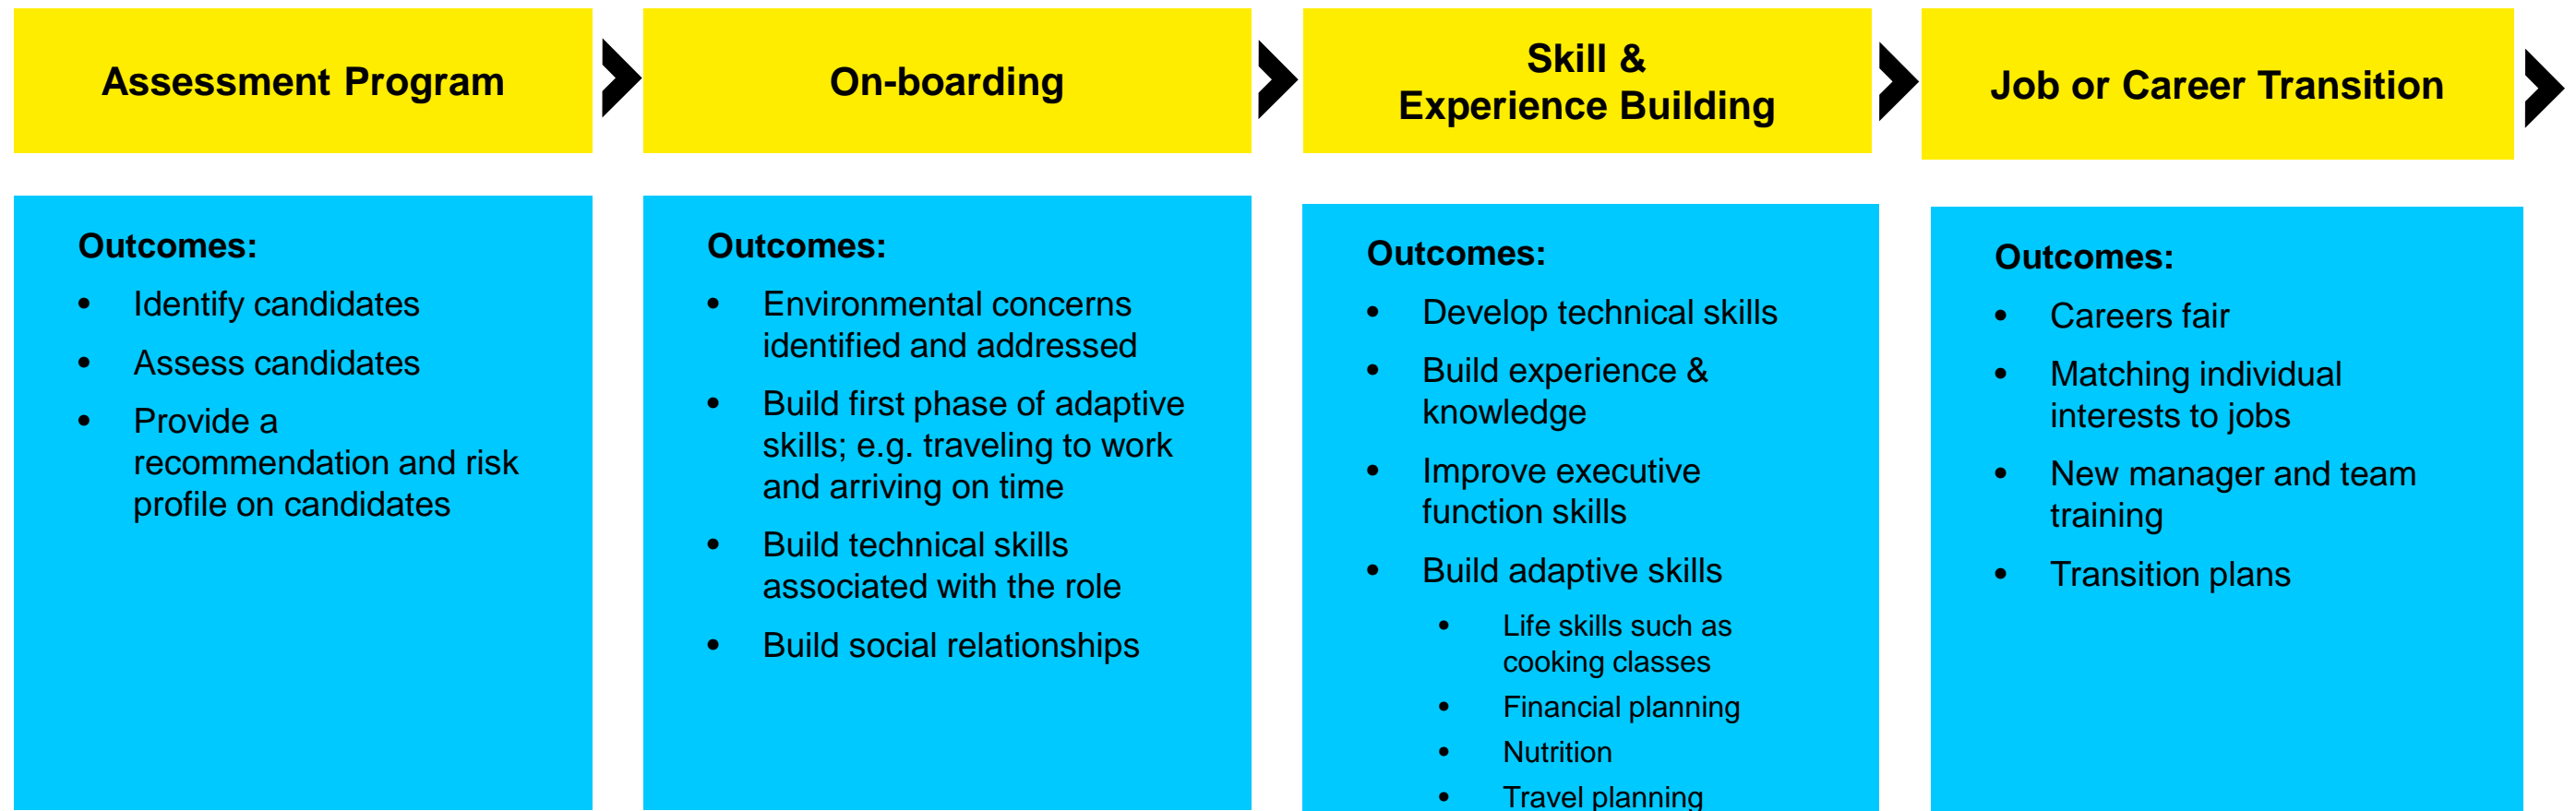 Assessment Program
On-boarding
Skill &
Experience Building
Job or Career Transition
Outcomes:
• Identify candidates
• Assess candidates
• Provide a
recommendation and risk
profile on candidates
Outcomes:
• Environmental concerns
identified and addressed
• Build first phase of adaptive
skills; e.g. traveling to work
and arriving on time
• Build technical skills
associated with the role
• Build social relationships
Outcomes:
• Develop technical skills
• Build experience &
knowledge
• Improve executive
function skills
• Build adaptive skills
• Life skills such as
cooking classes
• Financial planning
• Nutrition
• Travel planning
Outcomes:
• Careers fair
• Matching individual
interests to jobs
• New manager and team
training
• Transition plans